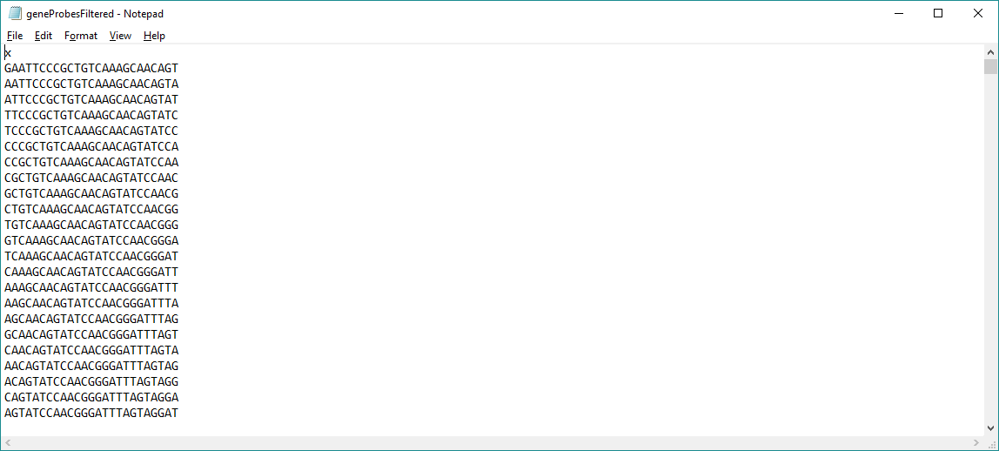 geneProbesFiltered - Notepad
File Edit Format View Help
x
GAATTCCCGCTGTCAAAGCAACAGT
AATTCCCGCTGTCAAAGCAACAGTA
ATTCCCGCTGTCAAAGCAACAGTAT
TTCCCGCTGTCAAAGCAACAGTATC
TCCCGCTGTCAAAGCAACAGTATCC
CCCGCTGTCAAAGCAACAGTATCCA
CCGCTGTCAAAGCAACAGTATCCAA
CGCTGTCAAAGCAACAGTATCCAAC
GCTGTCAAAGCAACAGTATCCAACG
CTGTCAAAGCAACAGTATCCAACGG
TGTCAAAGCAACAGTATCCAACGGG
GTCAAAGCAACAGTATCCAACGGGA
TCAAAGCAACAGTATCCAACGGGAT
CAAAGCAACAGTATCCAACGGGATT
AAAGCAACAGTATCCAACGGGATTT
AAGCAACAGTATCCAACGGGATTTA
AGCAACAGTATCCAACGGGATTTAG
GCAACAGTATCCAACGGGATTTAGT
CAACAGTATCCAACGGGATTTAGTA
AACAGTATCCAACGGGATTTAGTAG
ACAGTATCCAACGGGATTTAGTAGG
CAGTATCCAACGGGATTTAGTAGGA
AGTATCCAACGGGATTTAGTAGGAT